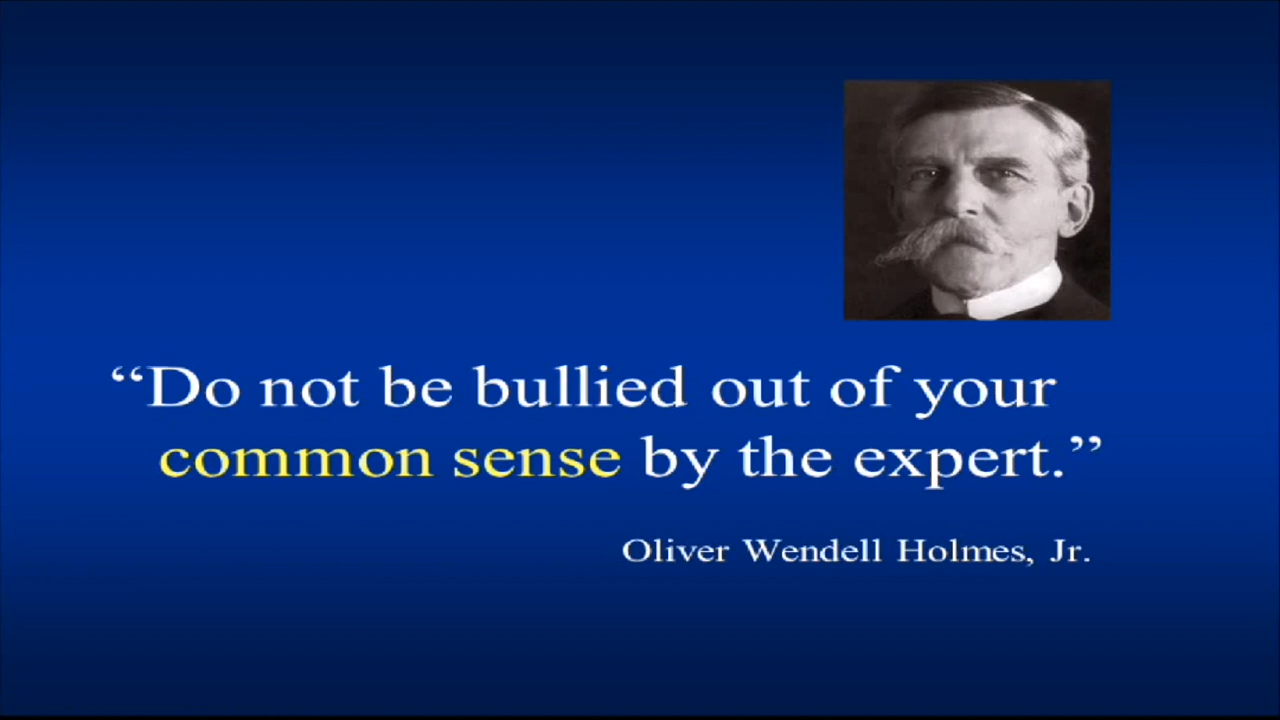 “Do not be bullied out of your
common sense by the expert.”
Oliver Wendell Holmes, Jr.